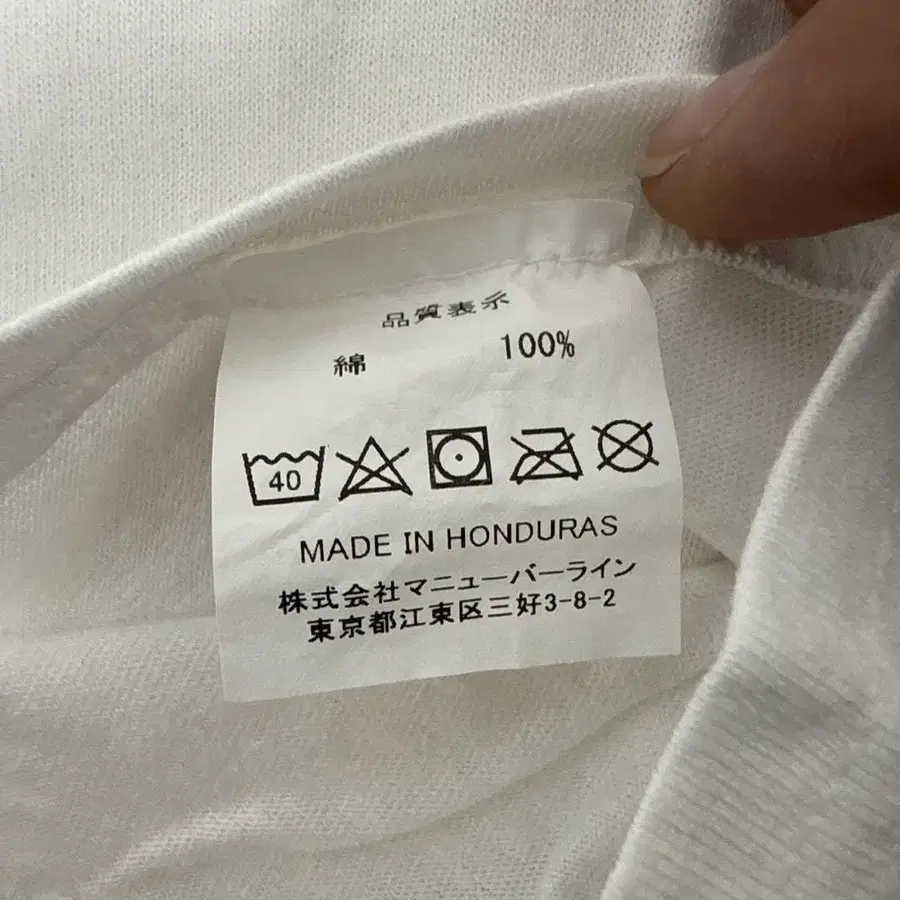 品質表示
綿 100%
40
MADE IN HONDURAS
株式会社マニューバーライン
東京都江東区三好3-8-2